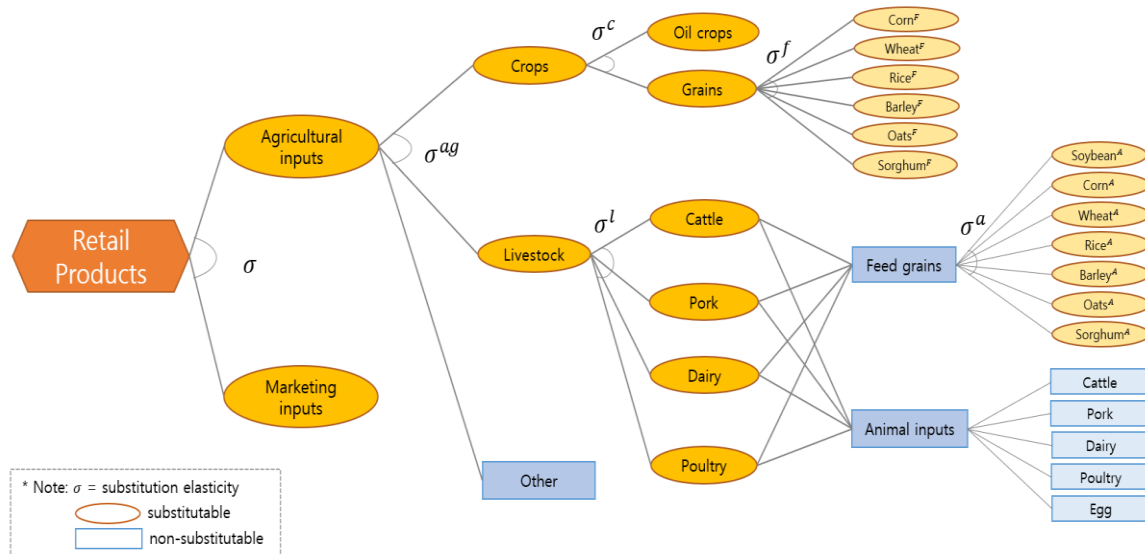 Retail
Products
σ
Agricultural
inputs
Marketing
inputs
σ^ag
Crops
Livestock
Other
σ^c
Oil crops
Grains
σ^f
Corn^F
Wheat^F
Rice^F
Barley^F
Oats^F
Sorghum^F
σ^l
Cattle
Pork
Dairy
Poultry
Feed grains
Animal inputs
σ^a
Soybean^A
Corn^A
Wheat^A
Rice^A
Barley^A
Oats^A
Sorghum^A
Cattle
Pork
Dairy
Poultry
Egg
* Note: σ = substitution elasticity
substitutable
non-substitutable